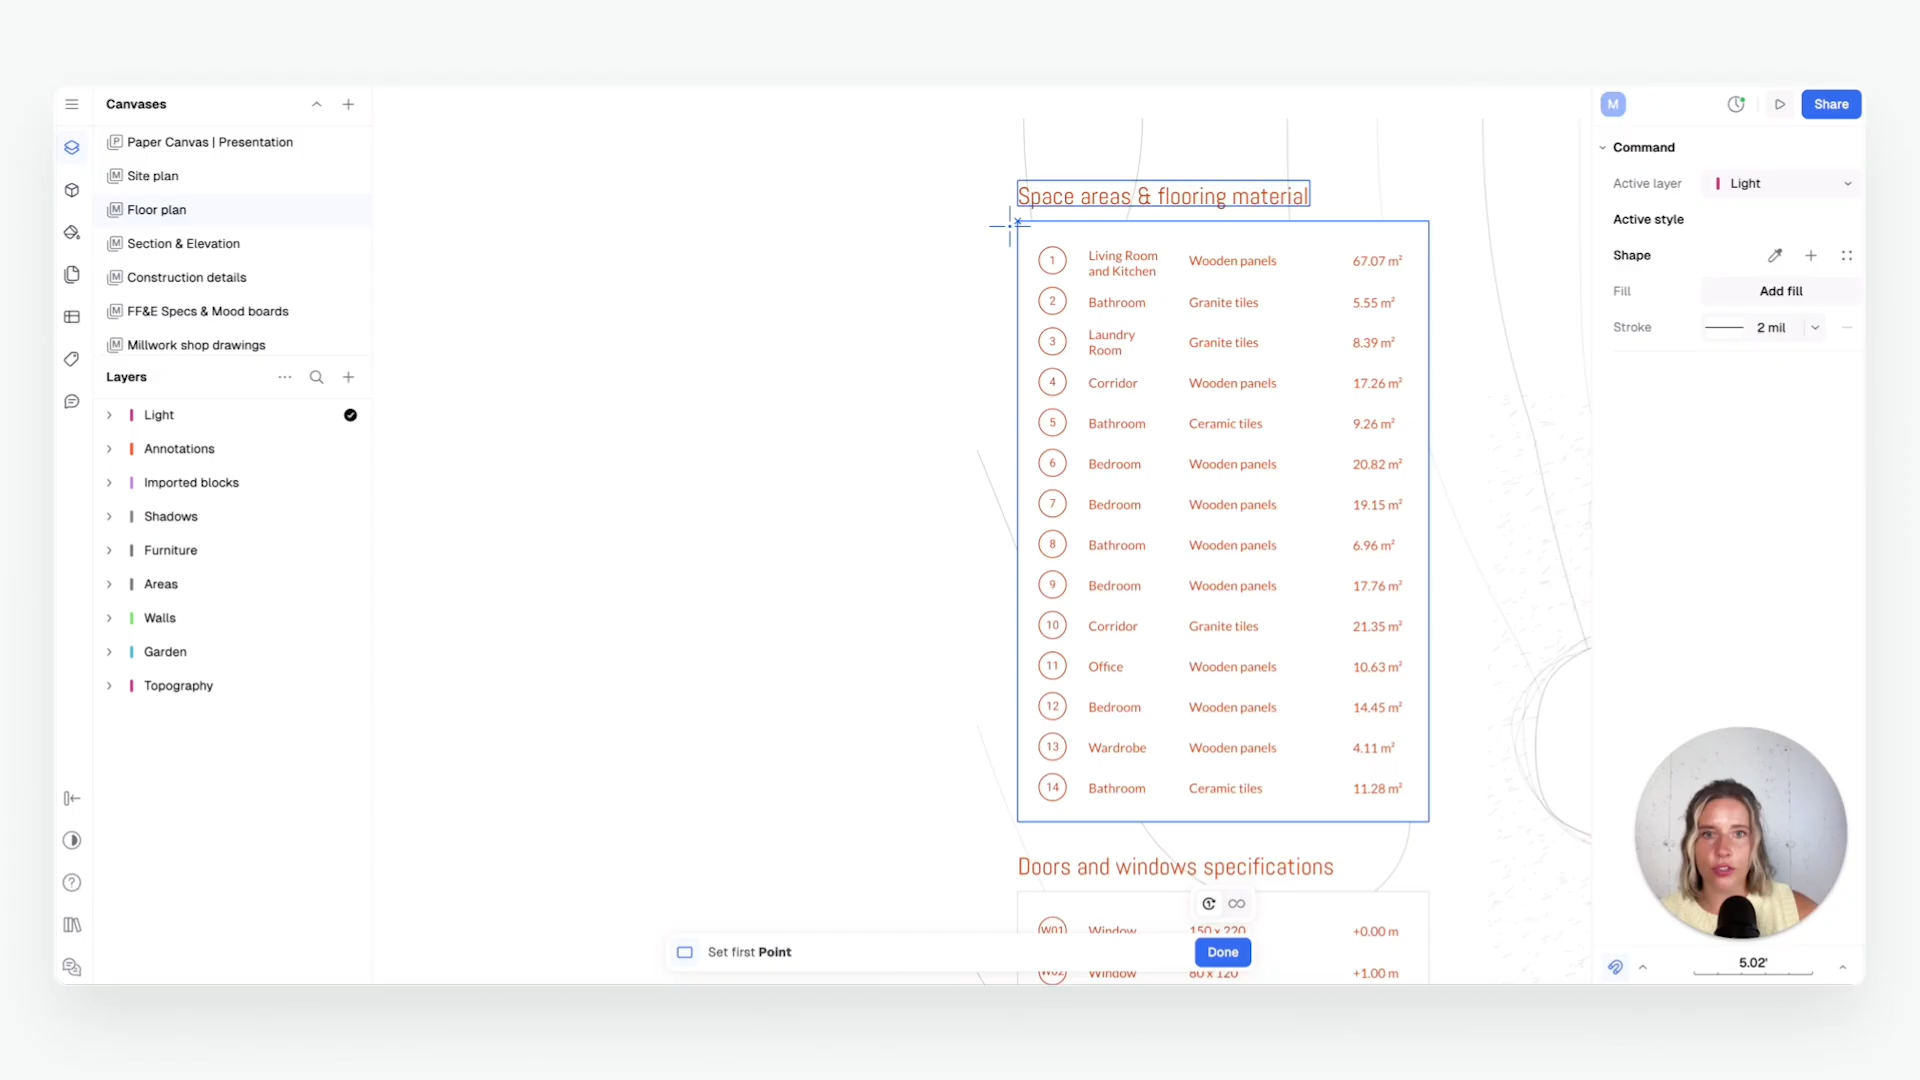 Canvases
Paper Canvas | Presentation
Site plan
Floor plan
Section & Elevation
Construction details
FF&E Specs & Mood boards
Millwork shop drawings
Layers
Light
Annotations
Imported blocks
Shadows
Furniture
Areas
Walls
Garden
Topography
Space areas & flooring material
1 Living Room and Kitchen Wooden panels 67.07 m²
2 Bathroom Granite tiles 5.55 m²
3 Laundry Room Granite tiles 8.39 m²
4 Corridor Wooden panels 17.26 m²
5 Bathroom Ceramic tiles 9.26 m²
6 Bedroom Wooden panels 20.82 m²
7 Bedroom Wooden panels 19.15 m²
8 Bathroom Wooden panels 6.96 m²
9 Bedroom Wooden panels 17.76 m²
10 Corridor Granite tiles 21.35 m²
11 Office Wooden panels 10.63 m²
12 Bedroom Wooden panels 14.45 m²
13 Wardrobe Wooden panels 4.11 m²
14 Bathroom Ceramic tiles 11.28 m²
Doors and windows specifications
W01 Window 150 x 220 +0.00 m
Set first Point
Done
W02 Window 80 x 120 +1.00 m
M
Share
Command
Active layer Light
Active style
Shape
Fill Add fill
Stroke 2 mil
5.02'